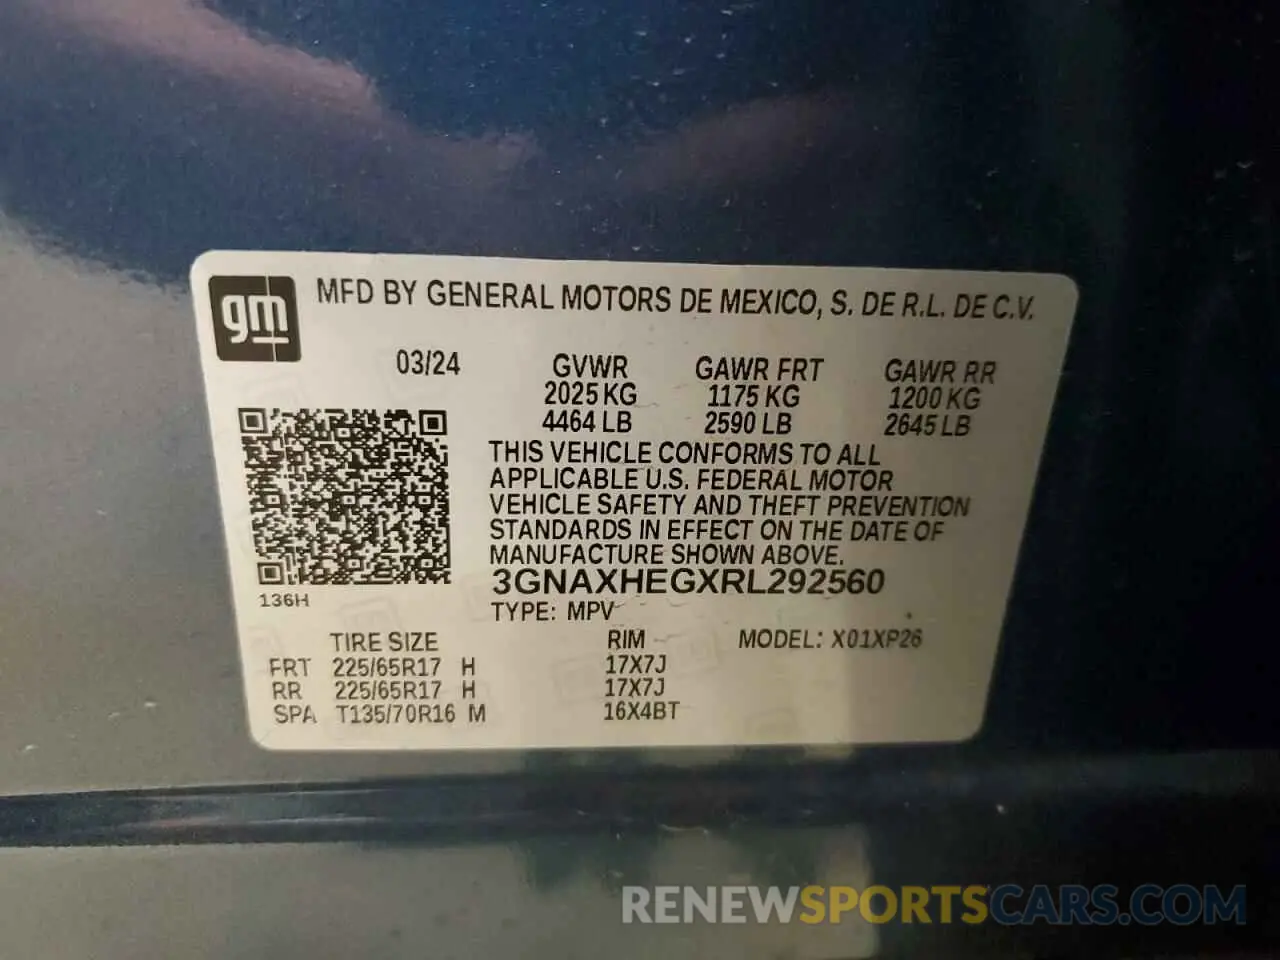 gm MFD BY GENERAL MOTORS DE MEXICO, S. DE R.L. DE C.V.
03/24 GVWR GAWR FRT GAWR RR
2025 KG 1175 KG 1200 KG
4464 LB 2590 LB 2645 LB
THIS VEHICLE CONFORMS TO ALL
APPLICABLE U.S. FEDERAL MOTOR
VEHICLE SAFETY AND THEFT PREVENTION
STANDARDS IN EFFECT ON THE DATE OF
MANUFACTURE SHOWN ABOVE.
3GNAXHEGXRL292560
136H
TYPE: MPV
TIRE SIZE RIM MODEL: X01XP26
FRT 225/65R17 H 17X7J
RR 225/65R17 H 17X7J
SPA T135/70R16 M 16X4BT
RENEWSPORTSCARS.COM